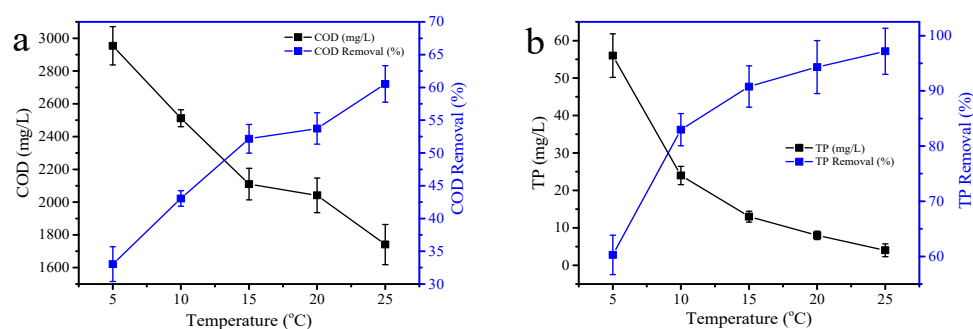 a
COD (mg/L)
COD Removal (%)
3000
2800
2600
2400
2200
2000
1800
1600
COD (mg/L)
70
65
60
55
50
45
40
35
30
COD Removal (%)
5 10 15 20 25
Temperature (°C)
b
TP (mg/L)
TP Removal (%)
60
50
40
30
20
10
0
TP (mg/L)
100
90
80
70
60
TP Removal (%)
5 10 15 20 25
Temperature (°C)